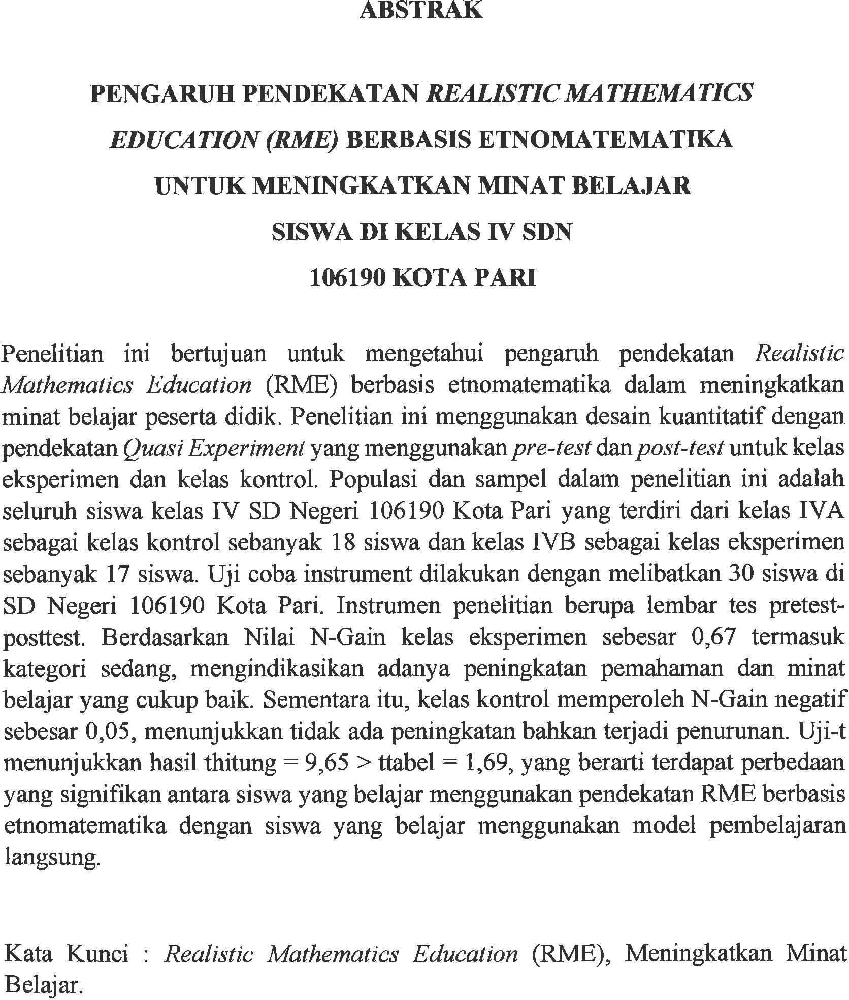 ABSTRAK
PENGARUH PENDEKATAN REALISTIC MATHEMATICS
EDUCATION (RME) BERBASIS ETNOMATEMATIKA
UNTUK MENINGKATKAN MINAT BELAJAR
SISWA DI KELAS IV SDN
106190 KOTA PARI
Penelitian ini bertujuan untuk mengetahui pengaruh pendekatan Realistic
Mathematics Education (RME) berbasis etnomatematika dalam meningkatkan
minat belajar peserta didik. Penelitian ini menggunakan desain kuantitatif dengan
pendekatan Quasi Experiment yang menggunakan pre-test dan post-test untuk kelas
eksperimen dan kelas kontrol. Populasi dan sampel dalam penelitian ini adalah
seluruh siswa kelas IV SD Negeri 106190 Kota Pari yang terdiri dari kelas IVA
sebagai kelas kontrol sebanyak 18 siswa dan kelas IVB sebagai kelas eksperimen
sebanyak 17 siswa. Uji coba instrument dilakukan dengan melibatkan 30 siswa di
SD Negeri 106190 Kota Pari. Instrumen penelitian berupa lembar tes pretest-
posttest. Berdasarkan Nilai N-Gain kelas eksperimen sebesar 0,67 termasuk
kategori sedang, mengindikasikan adanya peningkatan pemahaman dan minat
belajar yang cukup baik. Sementara itu, kelas kontrol memperoleh N-Gain negatif
sebesar 0,05, menunjukkan tidak ada peningkatan bahkan terjadi penurunan. Uji-t
menunjukkan hasil thitung = 9,65 > ttabel = 1,69, yang berarti terdapat perbedaan
yang signifikan antara siswa yang belajar menggunakan pendekatan RME berbasis
etnomatematika dengan siswa yang belajar menggunakan model pembelajaran
langsung.
Kata Kunci : Realistic Mathematics Education (RME), Meningkatkan Minat
Belajar.